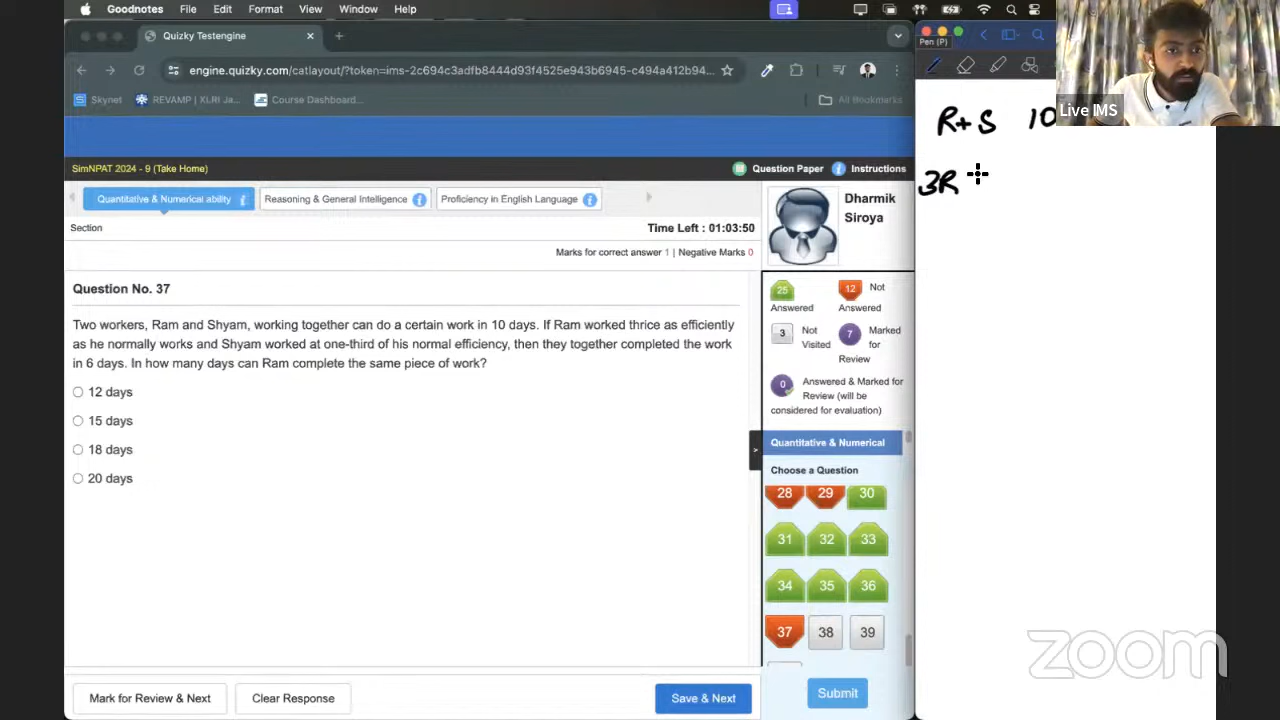 Goodnotes File Edit Format View Window Help
Quizky Testengine
Pen (P)
engine.quizky.com/catlayout/?token=ims-2c694c3adfb8444d93f4525e943b6945-c494a412b94...
Skynet REVAMP | XLRI Ja... Course Dashboard... All Bookmarks
Live IMS
R+S 10
3R
SimNPAT 2024 - 9 (Take Home) Question Paper Instructions
Quantitative & Numerical ability Reasoning & General Intelligence Proficiency in English Language
Dharmik
Siroya
Section Time Left : 01:03:50
Marks for correct answer 1 | Negative Marks 0
Question No. 37
Two workers, Ram and Shyam, working together can do a certain work in 10 days. If Ram worked thrice as efficiently
as he normally works and Shyam worked at one-third of his normal efficiency, then they together completed the work
in 6 days. In how many days can Ram complete the same piece of work?
12 days
15 days
18 days
20 days
25 Answered
12 Not Answered
3 Not Visited
7 Marked for Review
0 Answered & Marked for
Review (will be
considered for evaluation)
Quantitative & Numerical
Choose a Question
28 29 30
31 32 33
34 35 36
37 38 39
Mark for Review & Next Clear Response Save & Next Submit
zoom